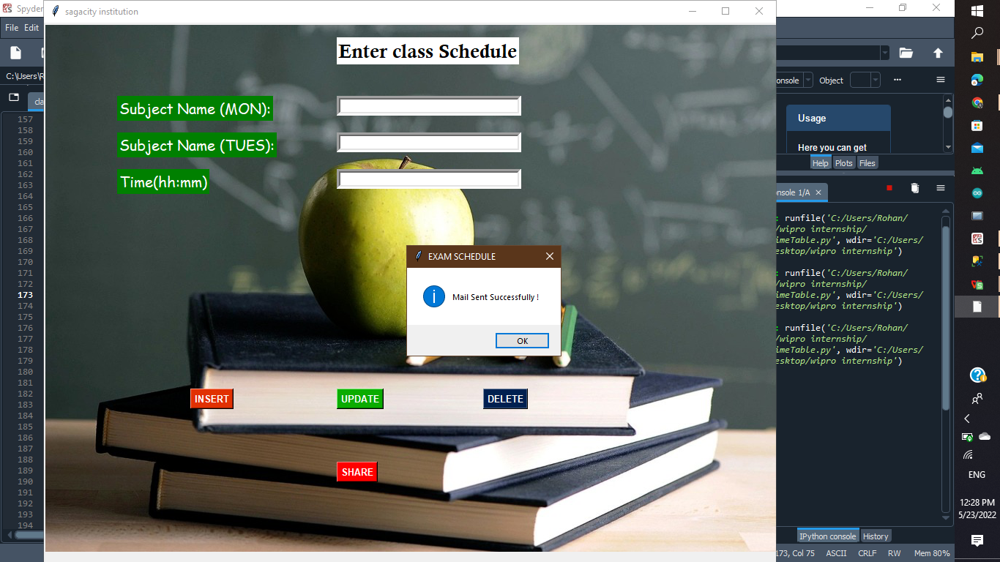 Spyder
sagacity institution
File Edit
C:\Users\R
Enter class Schedule
Subject Name (MON):
Subject Name (TUES):
Time(hh:mm)
EXAM SCHEDULE
Mail Sent Successfully !
OK
INSERT UPDATE DELETE
SHARE
157
158
159
160
161
162
163
164
165
166
167
168
169
170
171
172
173
174
175
176
177
178
179
180
181
182
183
184
185
186
187
188
189
190
191
192
193
194
onsole Object
Usage
Here you can get
Help Plots Files
onsole 1/A
: runfile('C:/Users/Rohan/
/wipro internship/
imeTable.py', wdir='C:/Users/
esktop/wipro internship')
: runfile('C:/Users/Rohan/
/wipro internship/
imeTable.py', wdir='C:/Users/
esktop/wipro internship')
: runfile('C:/Users/Rohan/
/wipro internship/
imeTable.py', wdir='C:/Users/
esktop/wipro internship')
IPython console History
173, Col 75 ASCII CRLF RW Mem 80%
ENG
12:28 PM
5/23/2022